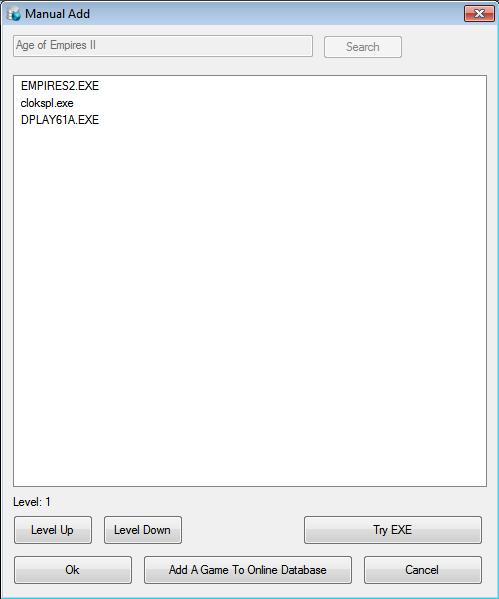 Manual Add
Age of Empires II
Search
EMPIRES2.EXE
clokspl.exe
DPLAY61A.EXE
Level: 1
Level Up
Level Down
Try EXE
Ok
Add A Game To Online Database
Cancel